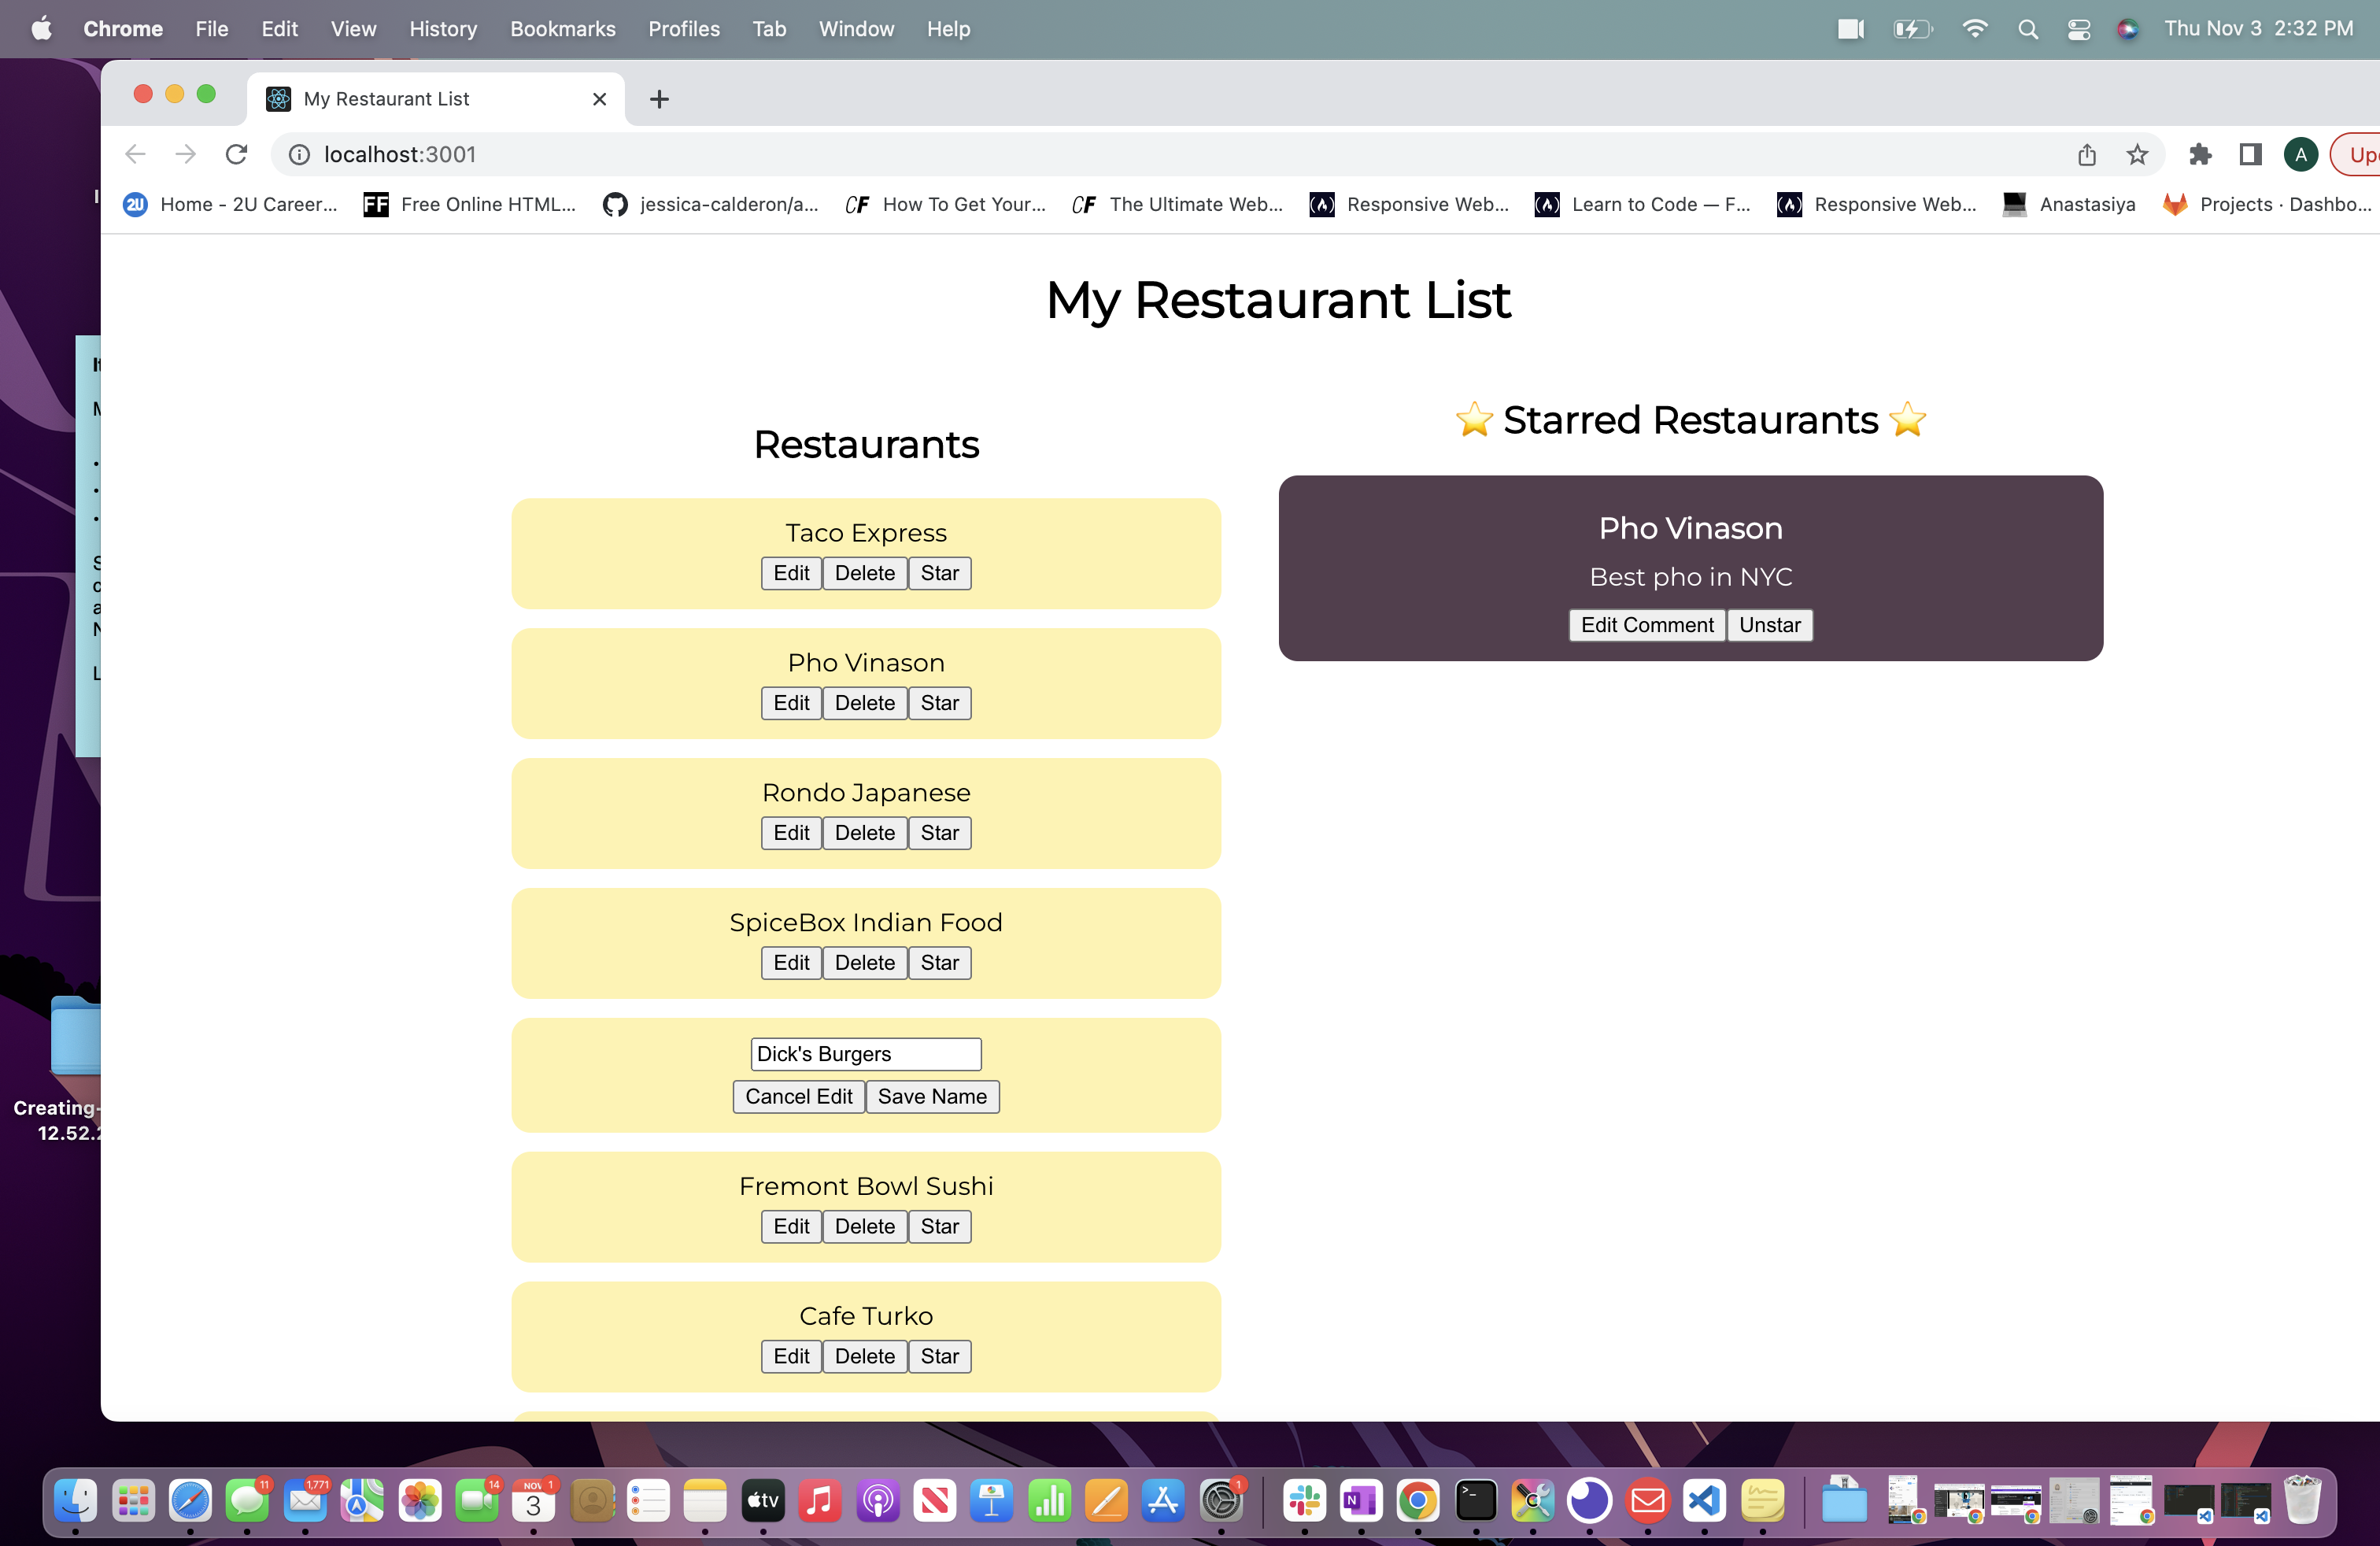 Chrome File Edit View History Bookmarks Profiles Tab Window Help Thu Nov 3 2:32 PM
My Restaurant List
localhost:3001
A
2U Home - 2U Career... FF Free Online HTML... jessica-calderon/a... CF How To Get Your... CF The Ultimate Web... Responsive Web... Learn to Code — F... Responsive Web... Anastasiya Projects · Dashbo...
My Restaurant List
Restaurants
Taco Express
Edit Delete Star
Pho Vinason
Edit Delete Star
Rondo Japanese
Edit Delete Star
SpiceBox Indian Food
Edit Delete Star
Dick's Burgers
Cancel Edit Save Name
Fremont Bowl Sushi
Edit Delete Star
Cafe Turko
Edit Delete Star
⭐ Starred Restaurants ⭐
Pho Vinason
Best pho in NYC
Edit Comment Unstar
Creating-
12.52.
11 1,771 14 NOV 1 3 tv 1 N